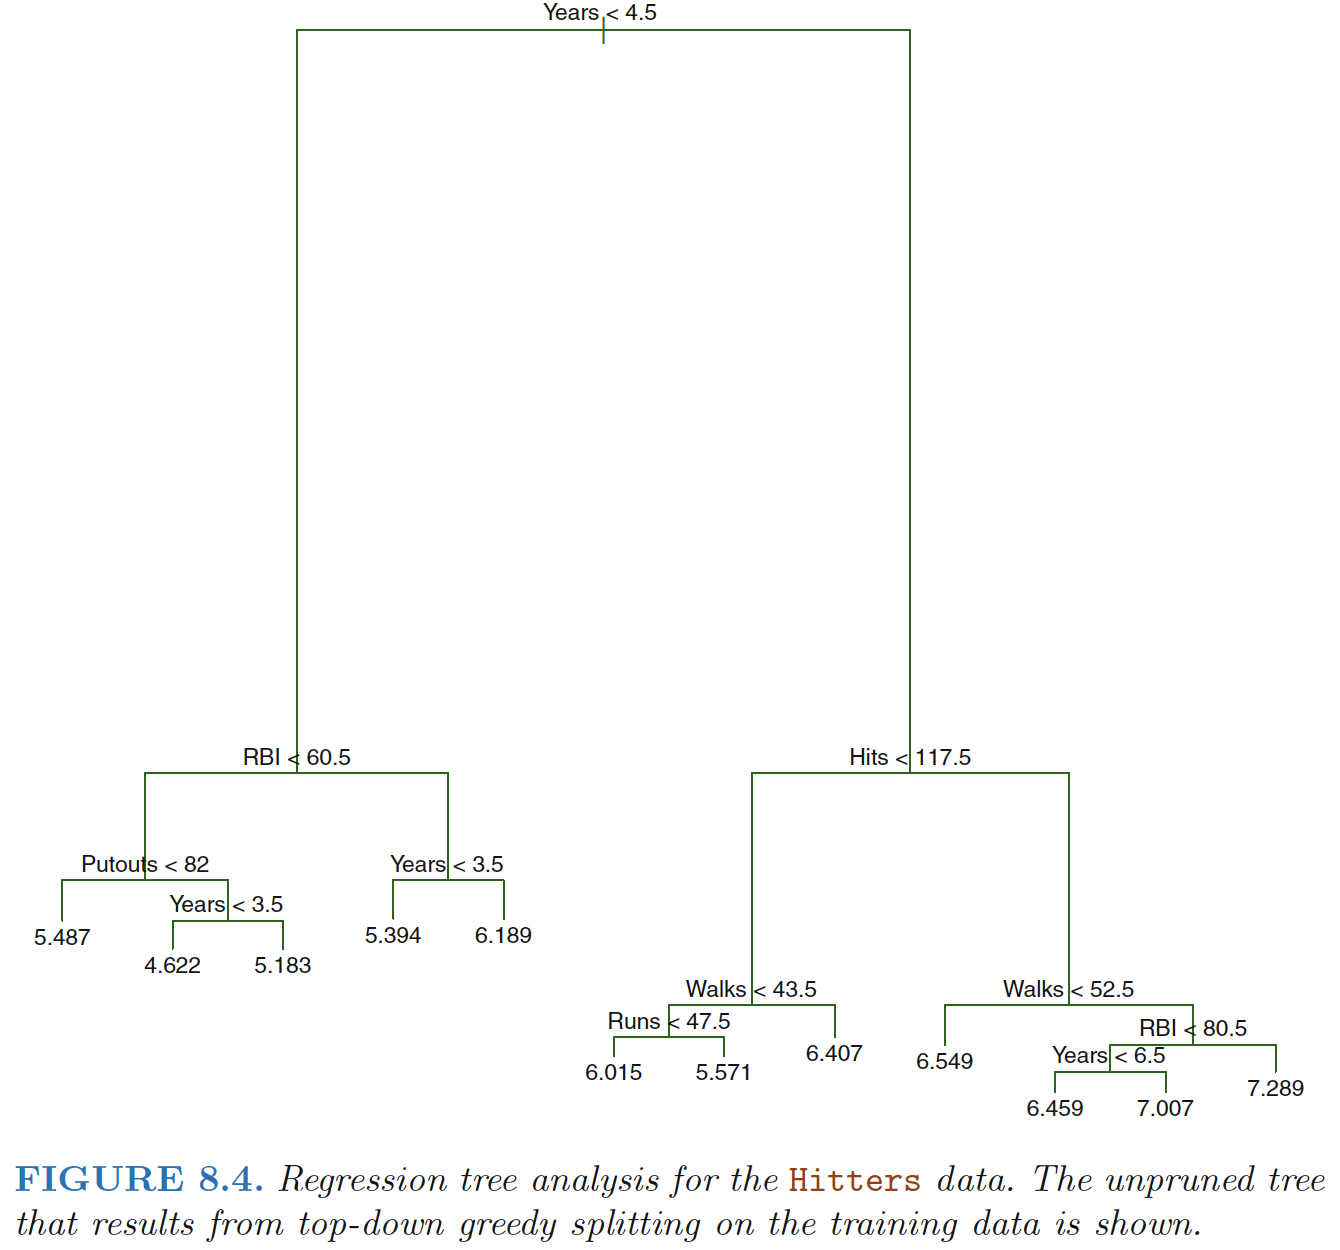 Years < 4.5
RBI < 60.5
Hits < 117.5
Putouts < 82
Years < 3.5
Years < 3.5
5.487
5.394
6.189
4.622
5.183
Walks < 43.5
Walks < 52.5
Runs < 47.5
RBI < 80.5
6.407
6.549
Years < 6.5
6.015
5.571
7.289
6.459
7.007
FIGURE 8.4. Regression tree analysis for the Hitters data. The unpruned tree
that results from top-down greedy splitting on the training data is shown.